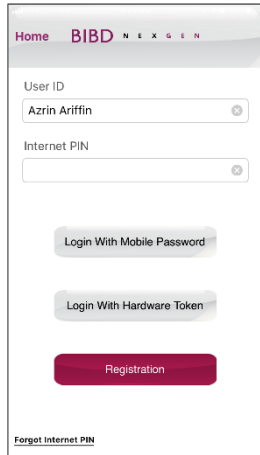 Home BIBD NEXGEN
User ID
Azrin Ariffin
Internet PIN
Login With Mobile Password
Login With Hardware Token
Registration
Forgot Internet PIN